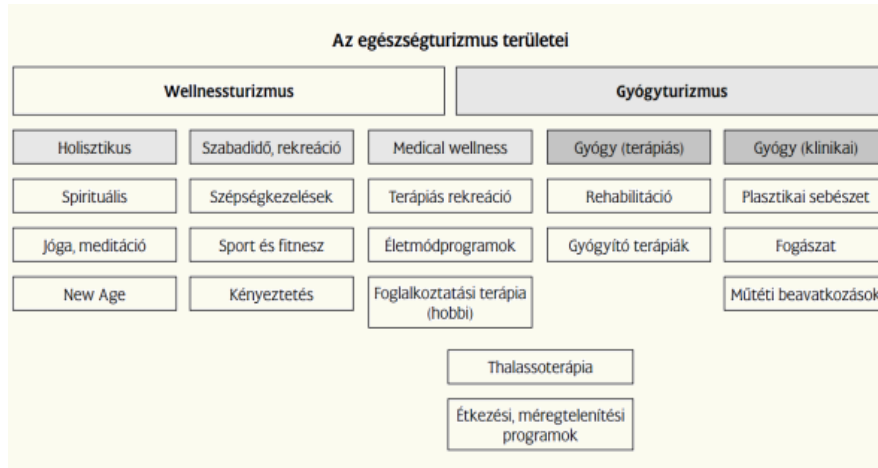 Az egészségturizmus területei
Wellnessturizmus
Gyógyturizmus
Holisztikus
Szabadidő, rekreáció
Medical wellness
Gyógy (terápiás)
Gyógy (klinikai)
Spirituális
Szépségkezelések
Terápiás rekreáció
Rehabilitáció
Plasztikai sebészet
Jóga, meditáció
Sport és fitnesz
Életmódprogramok
Gyógyító terápiák
Fogászat
New Age
Kényeztetés
Foglalkoztatási terápia
(hobbi)
Műtéti beavatkozások
Thalassoterápia
Étkezési, méregtelenítési
programok